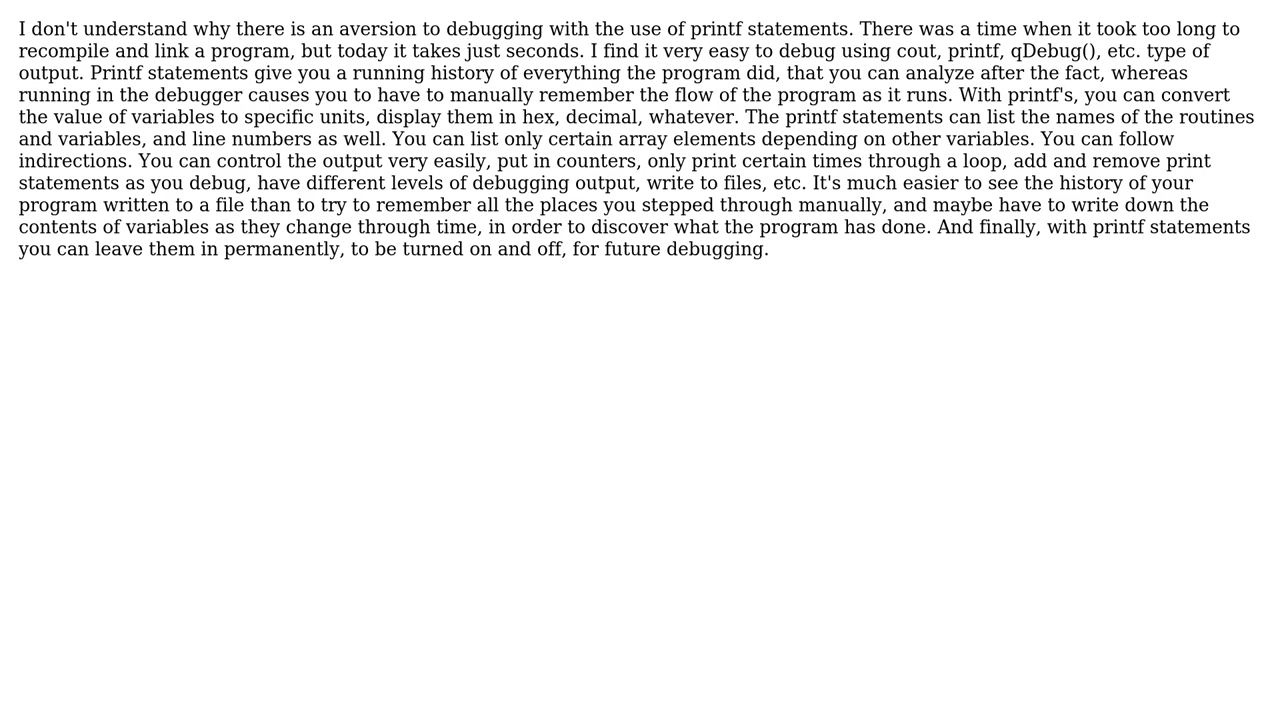 I don't understand why there is an aversion to debugging with the use of printf statements. There was a time when it took too long to
recompile and link a program, but today it takes just seconds. I find it very easy to debug using cout, printf, qDebug(), etc. type of
output. Printf statements give you a running history of everything the program did, that you can analyze after the fact, whereas
running in the debugger causes you to have to manually remember the flow of the program as it runs. With printf's, you can convert
the value of variables to specific units, display them in hex, decimal, whatever. The printf statements can list the names of the routines
and variables, and line numbers as well. You can list only certain array elements depending on other variables. You can follow
indirections. You can control the output very easily, put in counters, only print certain times through a loop, add and remove print
statements as you debug, have different levels of debugging output, write to files, etc. It's much easier to see the history of your
program written to a file than to try to remember all the places you stepped through manually, and maybe have to write down the
contents of variables as they change through time, in order to discover what the program has done. And finally, with printf statements
you can leave them in permanently, to be turned on and off, for future debugging.